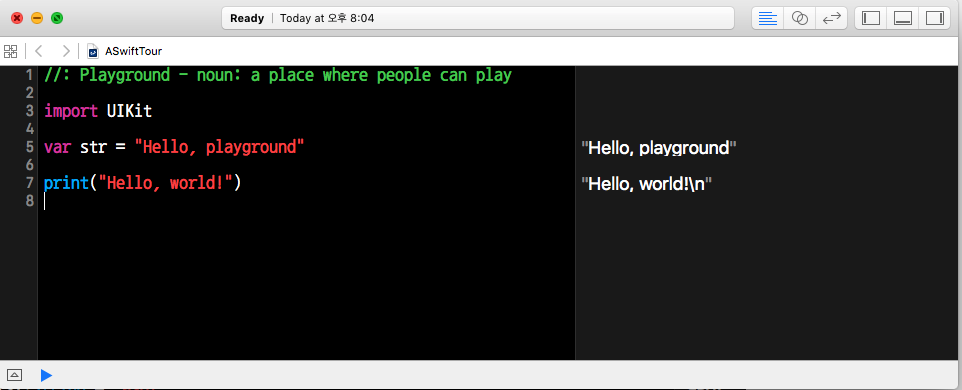 Ready | Today at 오후 8:04
ASwiftTour
1 //: Playground - noun: a place where people can play
2
3 import UIKit
4
5 var str = "Hello, playground" "Hello, playground"
6
7 print("Hello, world!") "Hello, world!\n"
8